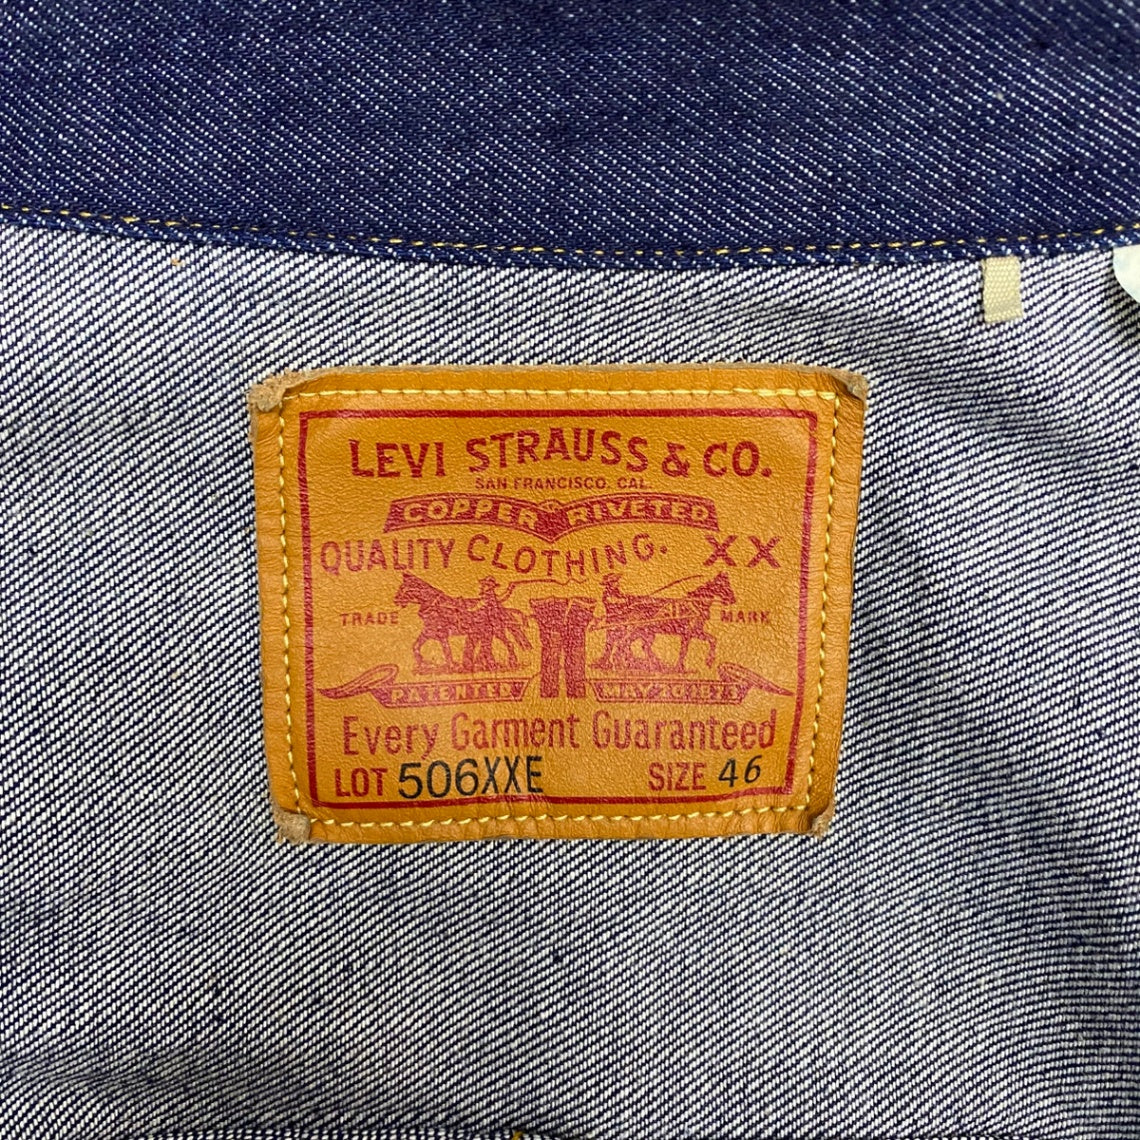 LEVI STRAUSS & CO.
SAN FRANCISCO, CAL.
COPPER RIVETED
QUALITY CLOTHING. XX
TRADE MARK
PATENTED MAY 20 1873
Every Garment Guaranteed
LOT 506XXE SIZE 46